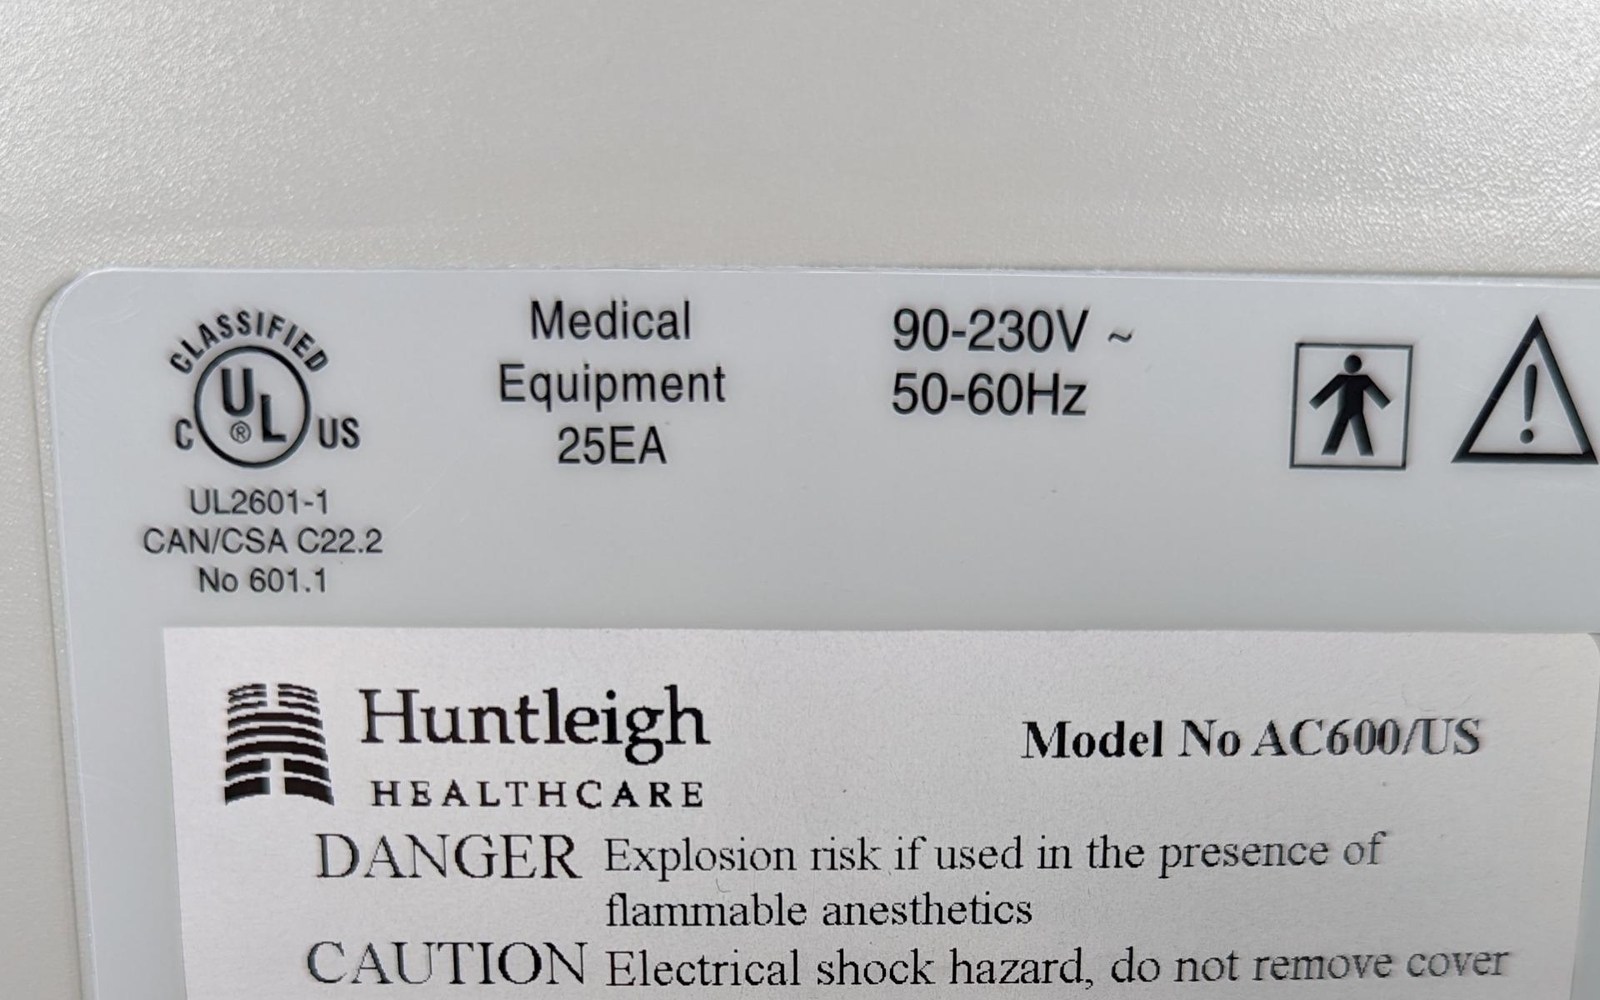 CLASSIFIED
C UL ® US
UL2601-1
CAN/CSA C22.2
No 601.1
Medical
Equipment
25EA
90-230V ~
50-60Hz
!
Huntleigh
HEALTHCARE
Model No AC600/US
DANGER Explosion risk if used in the presence of
flammable anesthetics
CAUTION Electrical shock hazard, do not remove cover